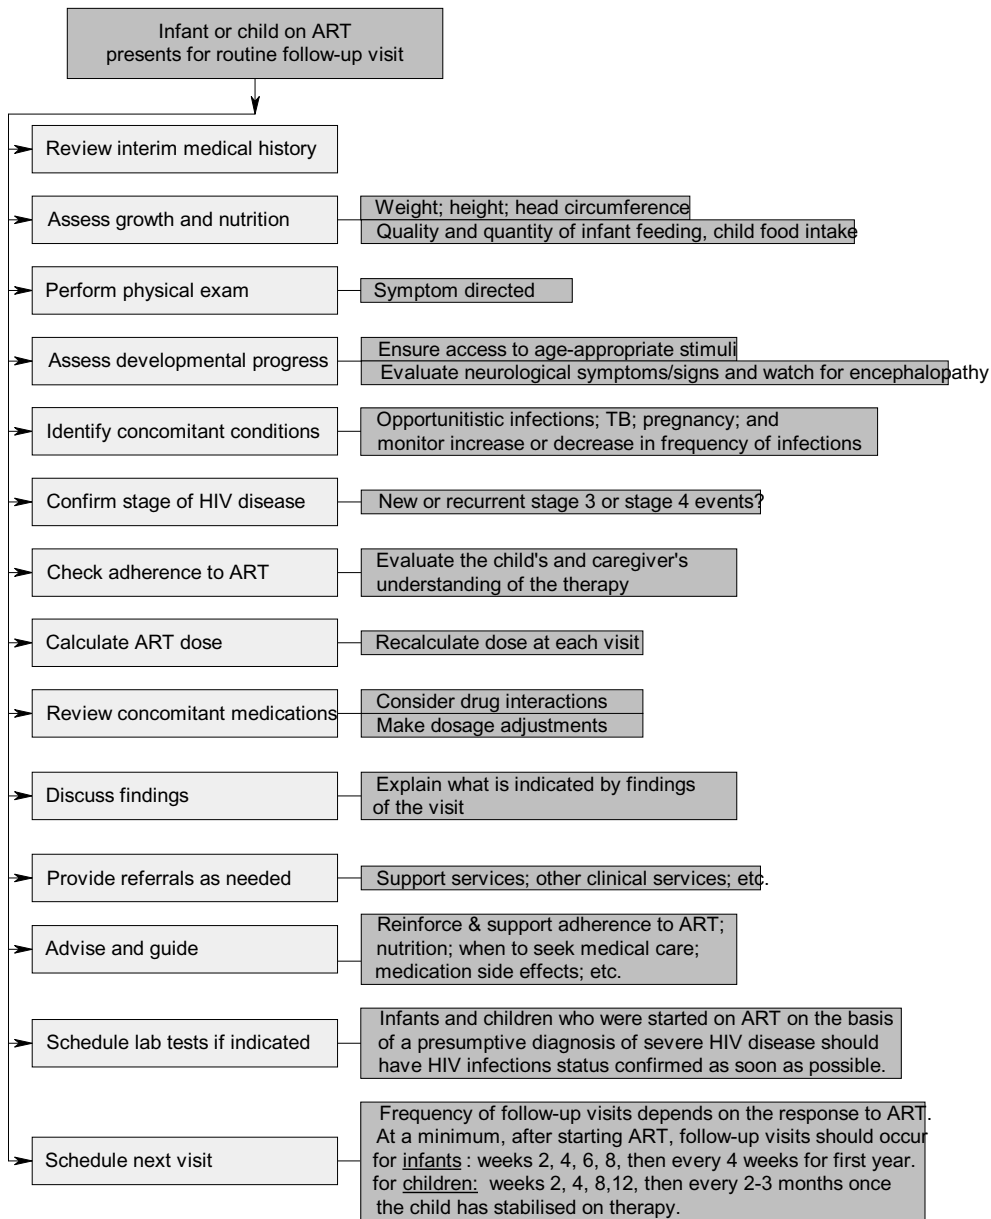 Infant or child on ART
presents for routine follow-up visit
Review interim medical history
Assess growth and nutrition
Weight; height; head circumference
Quality and quantity of infant feeding, child food intake
Perform physical exam
Symptom directed
Assess developmental progress
Ensure access to age-appropriate stimuli
Evaluate neurological symptoms/signs and watch for encephalopathy
Identify concomitant conditions
Opportunitistic infections; TB; pregnancy; and
monitor increase or decrease in frequency of infections
Confirm stage of HIV disease
New or recurrent stage 3 or stage 4 events?
Check adherence to ART
Evaluate the child's and caregiver's
understanding of the therapy
Calculate ART dose
Recalculate dose at each visit
Review concomitant medications
Consider drug interactions
Make dosage adjustments
Discuss findings
Explain what is indicated by findings
of the visit
Provide referrals as needed
Support services; other clinical services; etc.
Advise and guide
Reinforce & support adherence to ART;
nutrition; when to seek medical care;
medication side effects; etc.
Schedule lab tests if indicated
Infants and children who were started on ART on the basis
of a presumptive diagnosis of severe HIV disease should
have HIV infections status confirmed as soon as possible.
Schedule next visit
Frequency of follow-up visits depends on the response to ART.
At a minimum, after starting ART, follow-up visits should occur
for infants : weeks 2, 4, 6, 8, then every 4 weeks for first year.
for children: weeks 2, 4, 8,12, then every 2-3 months once
the child has stabilised on therapy.